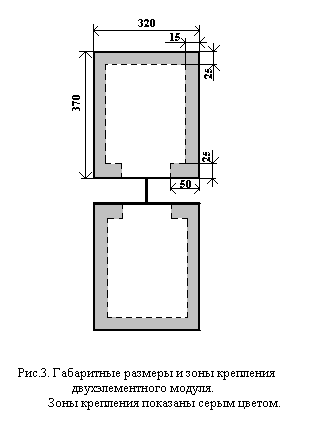 320
15
25
370
25
50
Рис.3. Габаритные размеры и зоны крепления
двухэлементного модуля.
Зоны крепления показаны серым цветом.